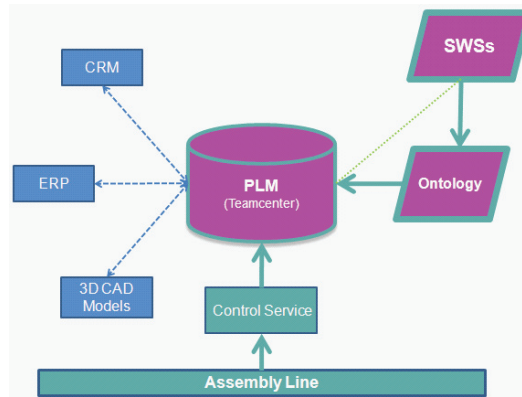 SWSs
CRM
ERP
PLM
(Teamcenter)
Ontology
3D CAD
Models
Control Service
Assembly Line